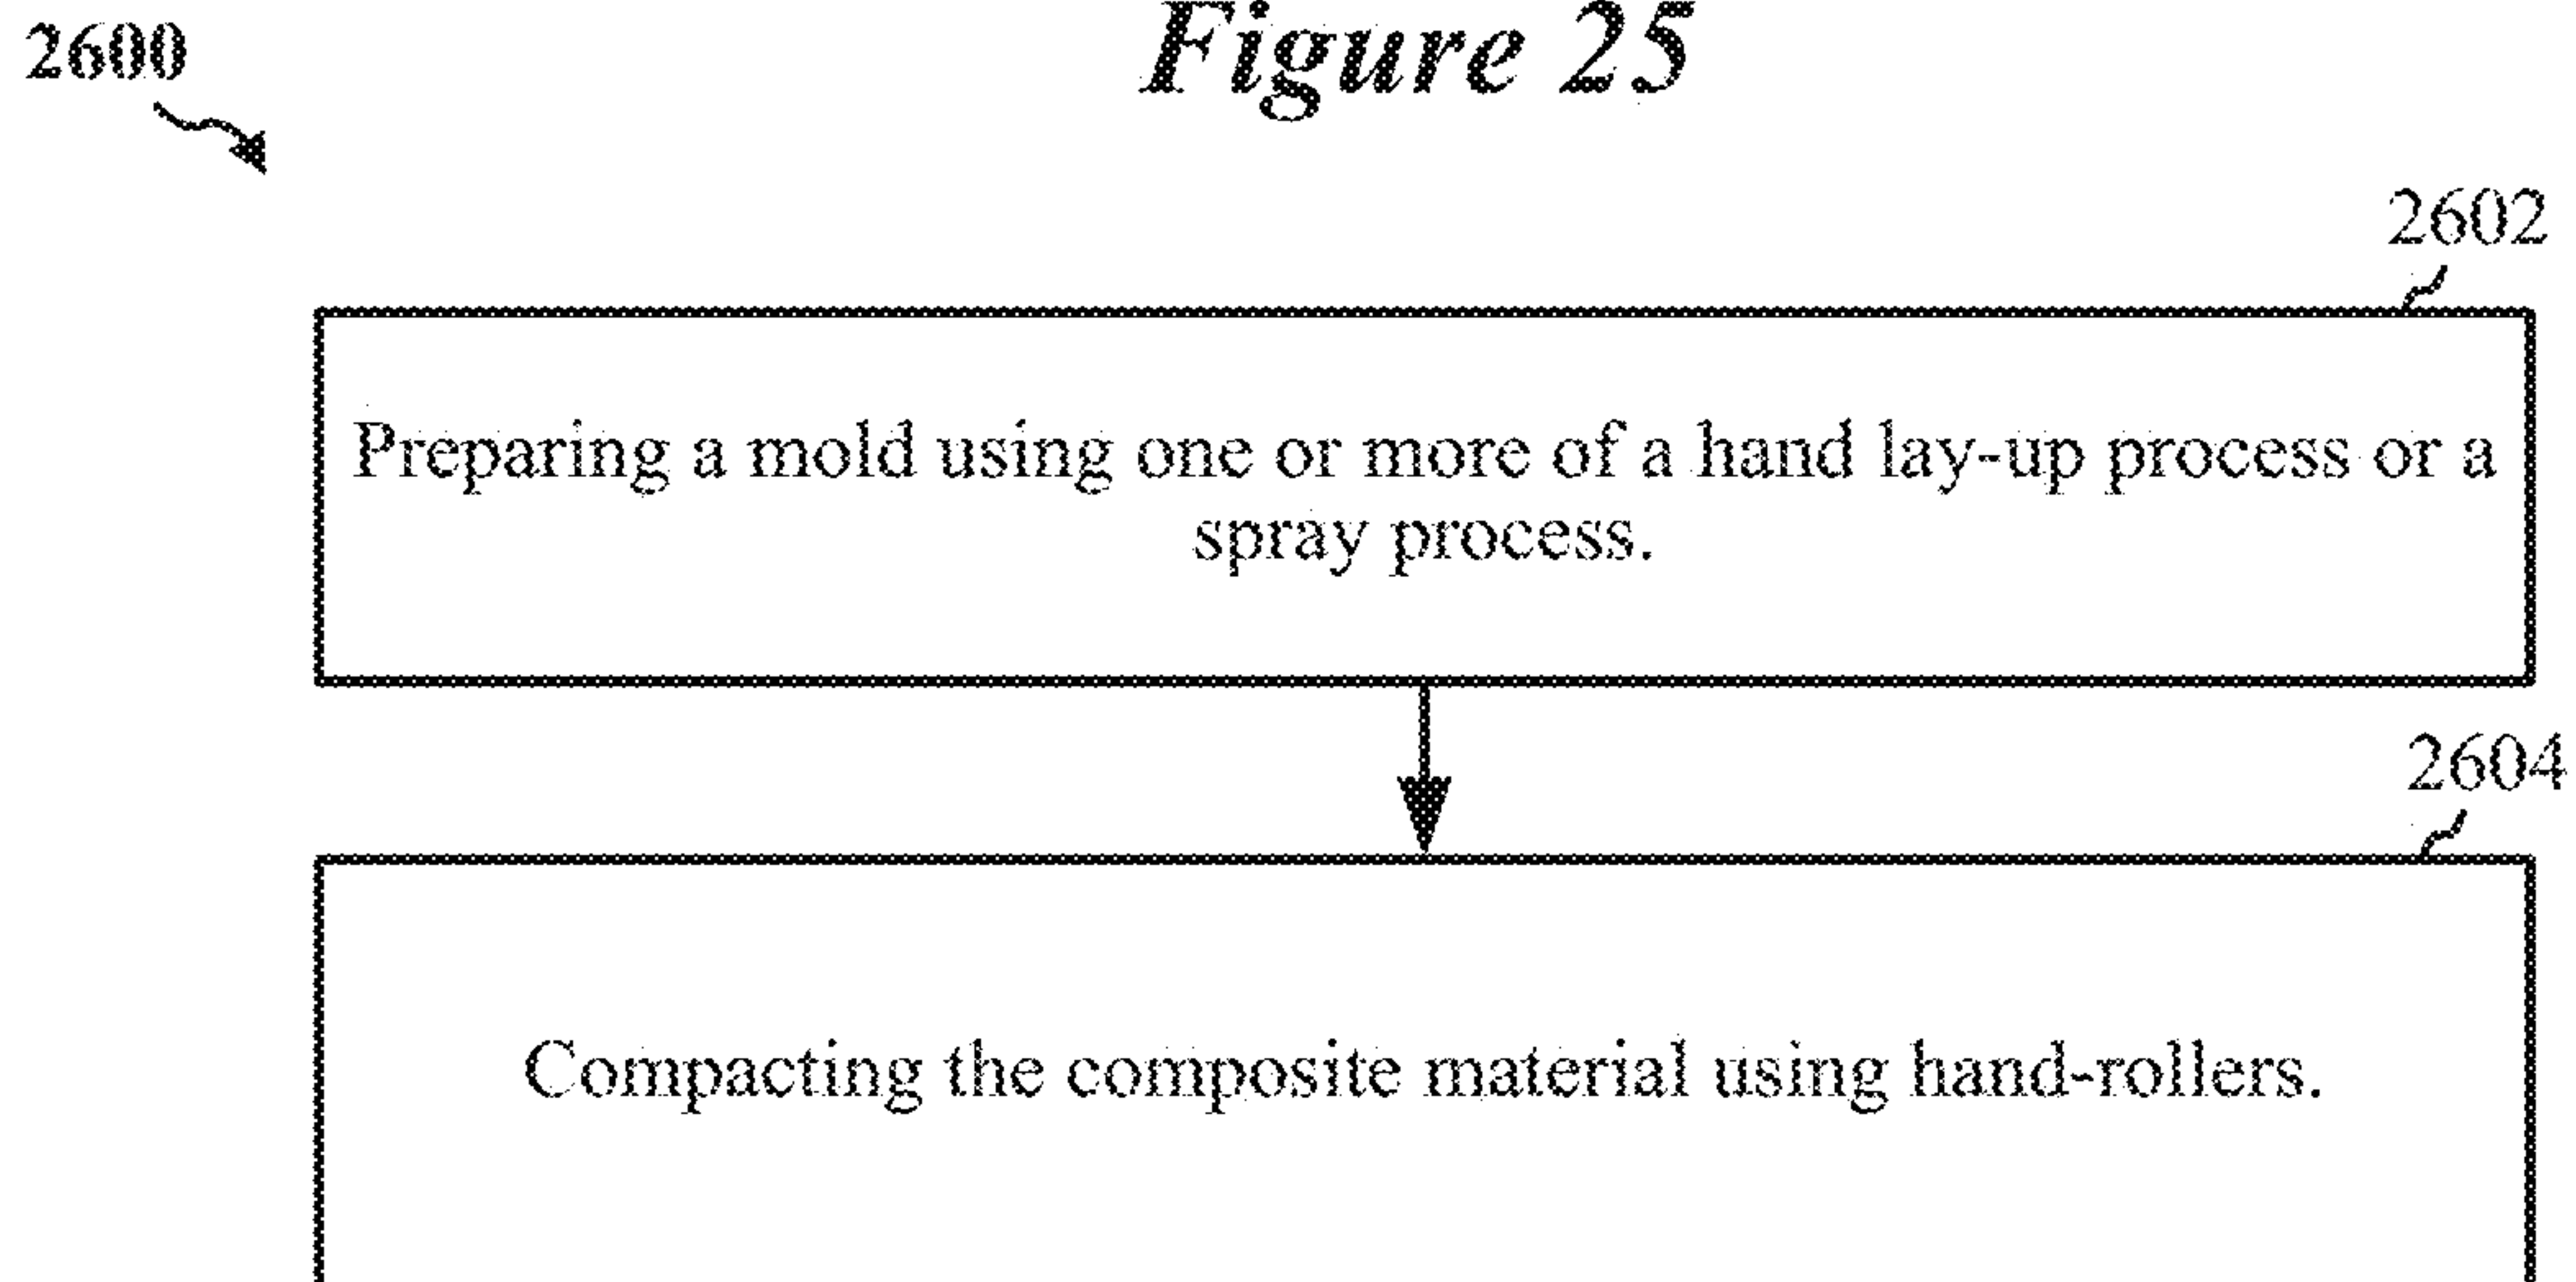 Figure 25
2600
2602
Preparing a mold using one or more of a hand lay-up process or a
spray process.
2604
Compacting the composite material using hand-rollers.